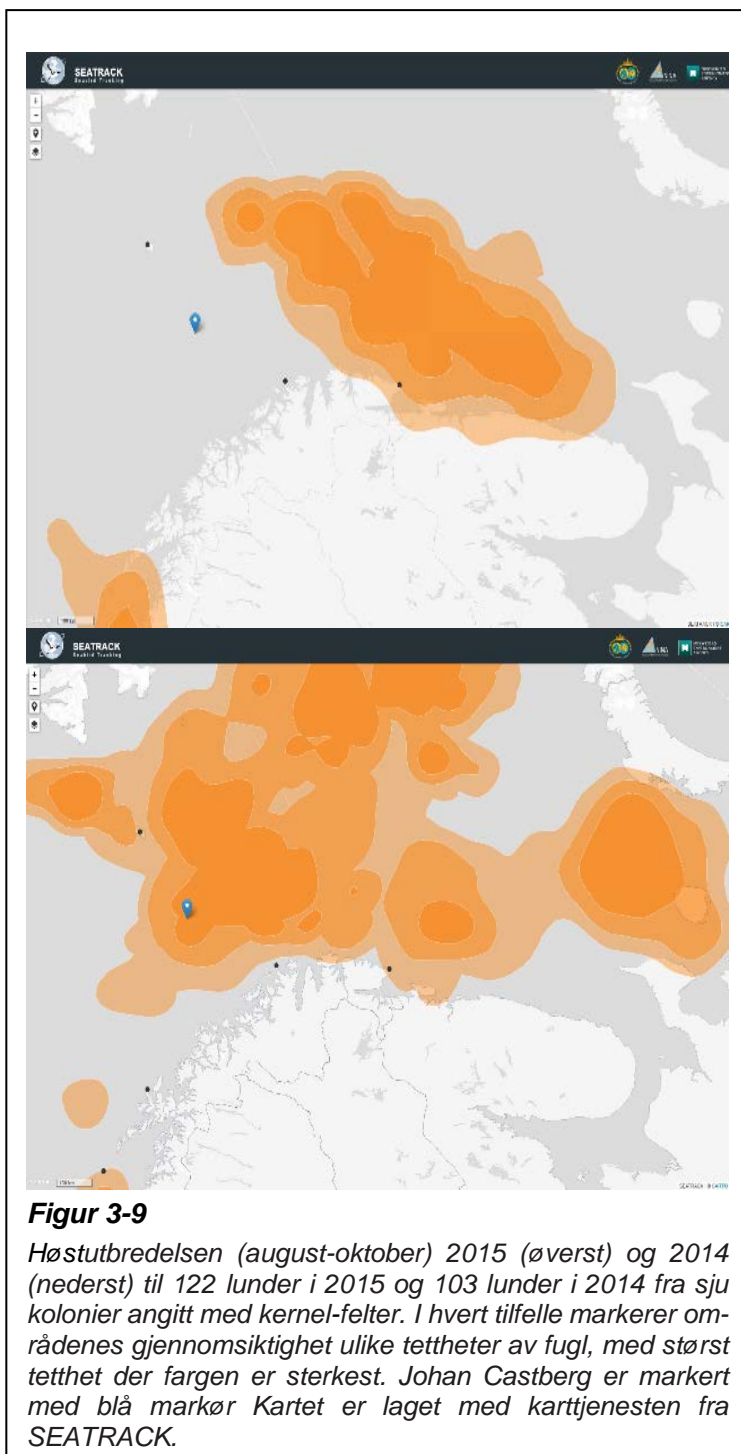 SEATRACK
Seabird Tracking
+
−
SEATRACK
Seabird Tracking
+
−
Figur 3-9
Høstutbredelsen (august-oktober) 2015 (øverst) og 2014
(nederst) til 122 lunder i 2015 og 103 lunder i 2014 fra sju
kolonier angitt med kernel-felter. I hvert tilfelle markerer om-
rådenes gjennomsiktighet ulike tettheter av fugl, med størst
tetthet der fargen er sterkest. Johan Castberg er markert
med blå markør Kartet er laget med karttjenesten fra
SEATRACK.